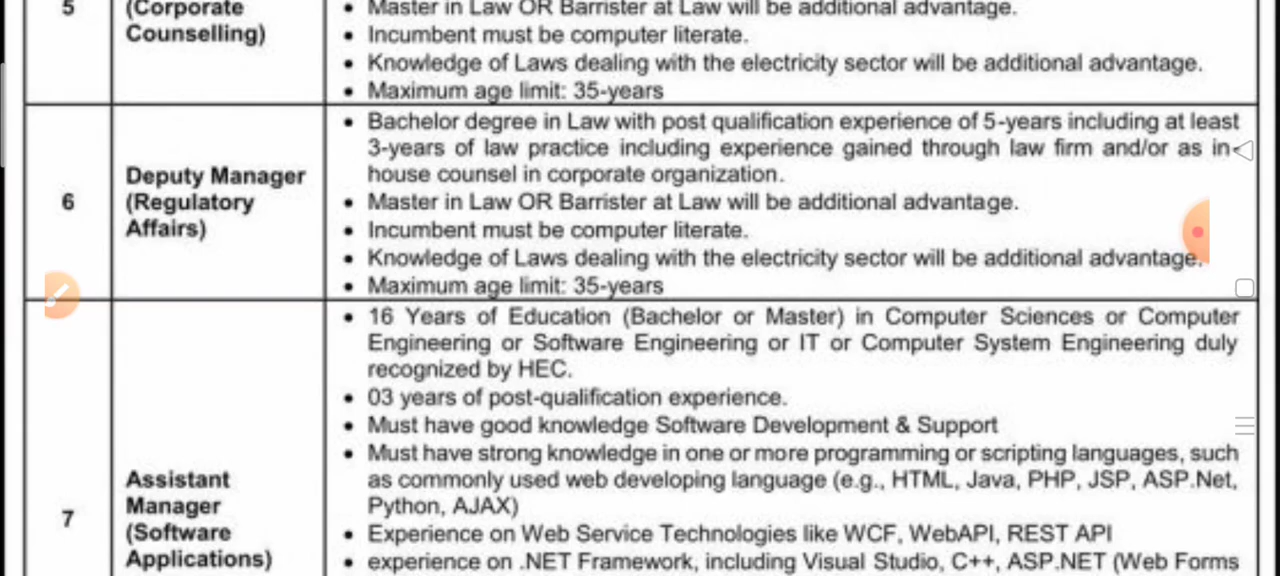 5
(Corporate
Counselling)
• Master in Law OR Barrister at Law will be additional advantage.
• Incumbent must be computer literate.
• Knowledge of Laws dealing with the electricity sector will be additional advantage.
• Maximum age limit: 35-years
6
Deputy Manager
(Regulatory
Affairs)
• Bachelor degree in Law with post qualification experience of 5-years including at least
3-years of law practice including experience gained through law firm and/or as in-
house counsel in corporate organization.
• Master in Law OR Barrister at Law will be additional advantage.
• Incumbent must be computer literate.
• Knowledge of Laws dealing with the electricity sector will be additional advantage.
• Maximum age limit: 35-years
7
Assistant
Manager
(Software
Applications)
• 16 Years of Education (Bachelor or Master) in Computer Sciences or Computer
Engineering or Software Engineering or IT or Computer System Engineering duly
recognized by HEC.
• 03 years of post-qualification experience.
• Must have good knowledge Software Development & Support
• Must have strong knowledge in one or more programming or scripting languages, such
as commonly used web developing language (e.g., HTML, Java, PHP, JSP, ASP.Net,
Python, AJAX)
• Experience on Web Service Technologies like WCF, WebAPI, REST API
• experience on .NET Framework, including Visual Studio, C++, ASP.NET (Web Forms